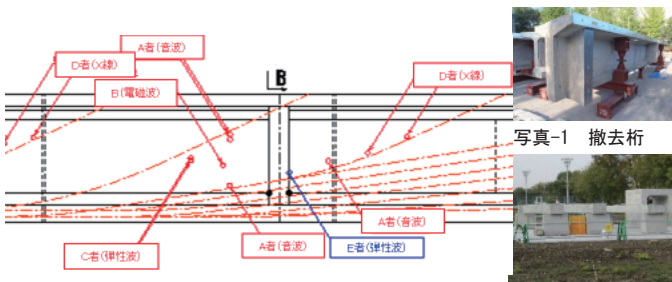 A者(音波)
D者(X線)
B(電磁波)
B
D者(X線)
写真-1 撤去桁
A者(音波)
C者(弾性波)
A者(音波)
E者(弾性波)